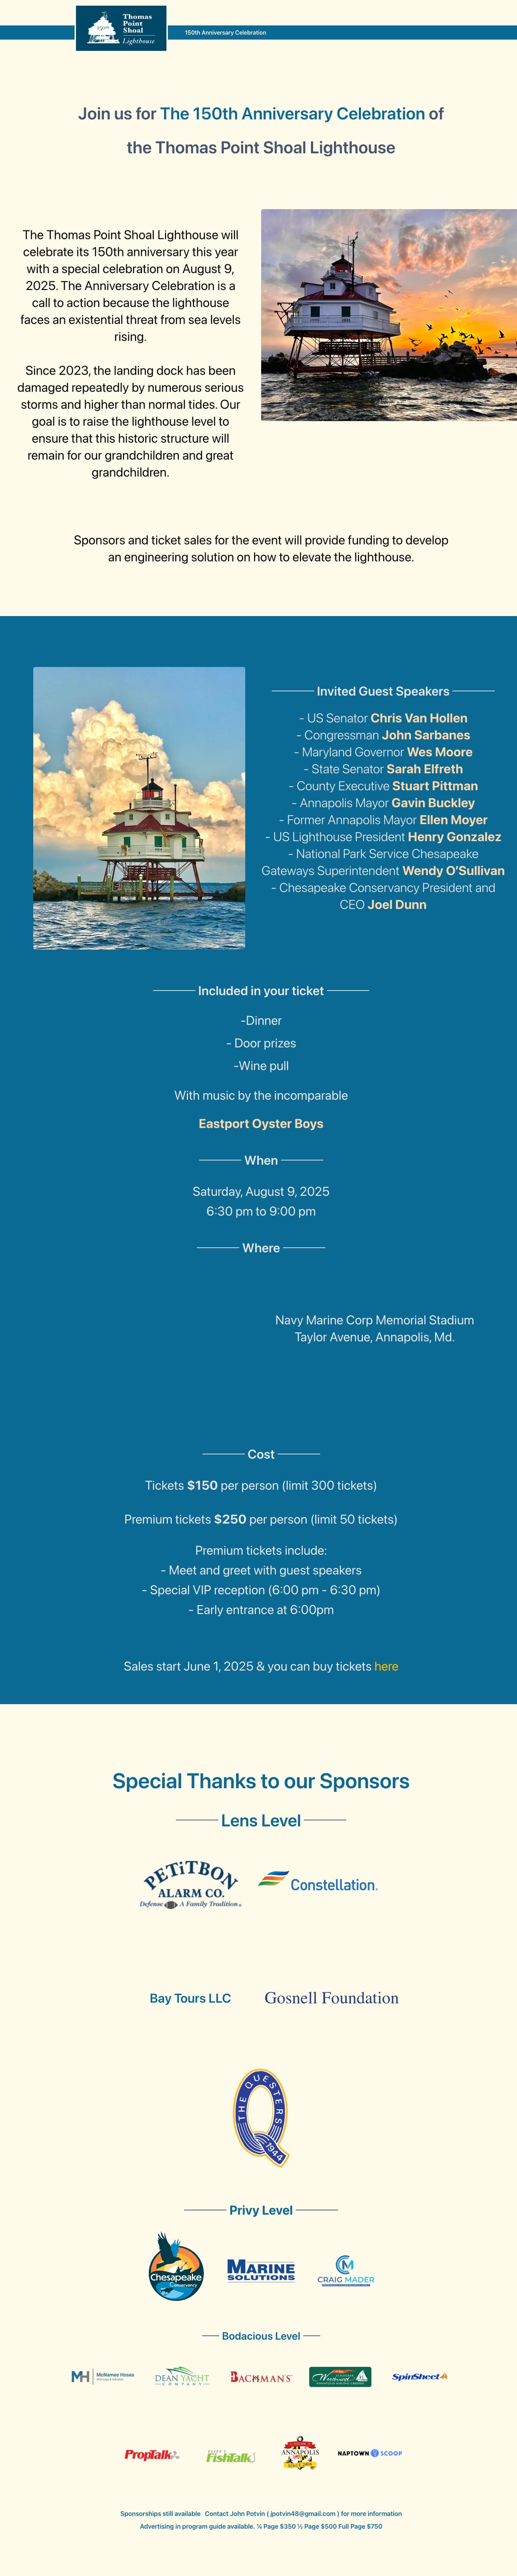 Thomas
Point
Shoal
Lighthouse
150th Anniversary Celebration
Join us for The 150th Anniversary Celebration of
the Thomas Point Shoal Lighthouse
The Thomas Point Shoal Lighthouse will
celebrate its 150th anniversary this year
with a special celebration on August 9,
2025. The Anniversary Celebration is a
call to action because the lighthouse
faces an existential threat from sea levels
rising.
Since 2023, the landing dock has been
damaged repeatedly by numerous serious
storms and higher than normal tides. Our
goal is to raise the lighthouse level to
ensure that this historic structure will
remain for our grandchildren and great
grandchildren.
Sponsors and ticket sales for the event will provide funding to develop
an engineering solution on how to elevate the lighthouse.
Invited Guest Speakers
- US Senator Chris Van Hollen
- Congressman John Sarbanes
- Maryland Governor Wes Moore
- State Senator Sarah Elfreth
- County Executive Stuart Pittman
- Annapolis Mayor Gavin Buckley
- Former Annapolis Mayor Ellen Moyer
- US Lighthouse President Henry Gonzalez
- National Park Service Chesapeake
Gateways Superintendent Wendy O'Sullivan
- Chesapeake Conservancy President and
CEO Joel Dunn
Included in your ticket
-Dinner
- Door prizes
-Wine pull
With music by the incomparable
Eastport Oyster Boys
When
Saturday, August 9, 2025
6:30 pm to 9:00 pm
Where
Navy Marine Corp Memorial Stadium
Taylor Avenue, Annapolis, Md.
Cost
Tickets $150 per person (limit 300 tickets)
Premium tickets $250 per person (limit 50 tickets)
Premium tickets include:
- Meet and greet with guest speakers
- Special VIP reception (6:00 pm - 6:30 pm)
- Early entrance at 6:00pm
Sales start June 1, 2025 & you can buy tickets here
Special Thanks to our Sponsors
Lens Level
PETiTBON
ALARM CO.
Defense A Family Tradition
Constellation.
Bay Tours LLC
Gosnell Foundation
THE QUESTERS
1944
Privy Level
Chesapeake
Conservancy
MARINE
SOLUTIONS
CRAIG MADER
Bodacious Level
MH McNamee Hosea
DEAN YACHT
COMPANY
BACHMAN'S
SpinSheet
PropTalk
FishTalk
ANNAPOLIS
NAPTOWN SCOOP
Sponsorships still available Contact John Potvin ( jpotvin48@gmail.com ) for more information
Advertising in program guide available. ¼ Page $350 ½ Page $500 Full Page $750